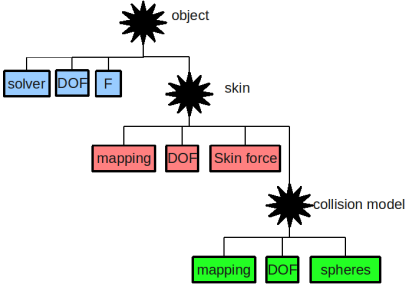 object
solver
DOF
F
skin
mapping
DOF
Skin force
collision model
mapping
DOF
spheres